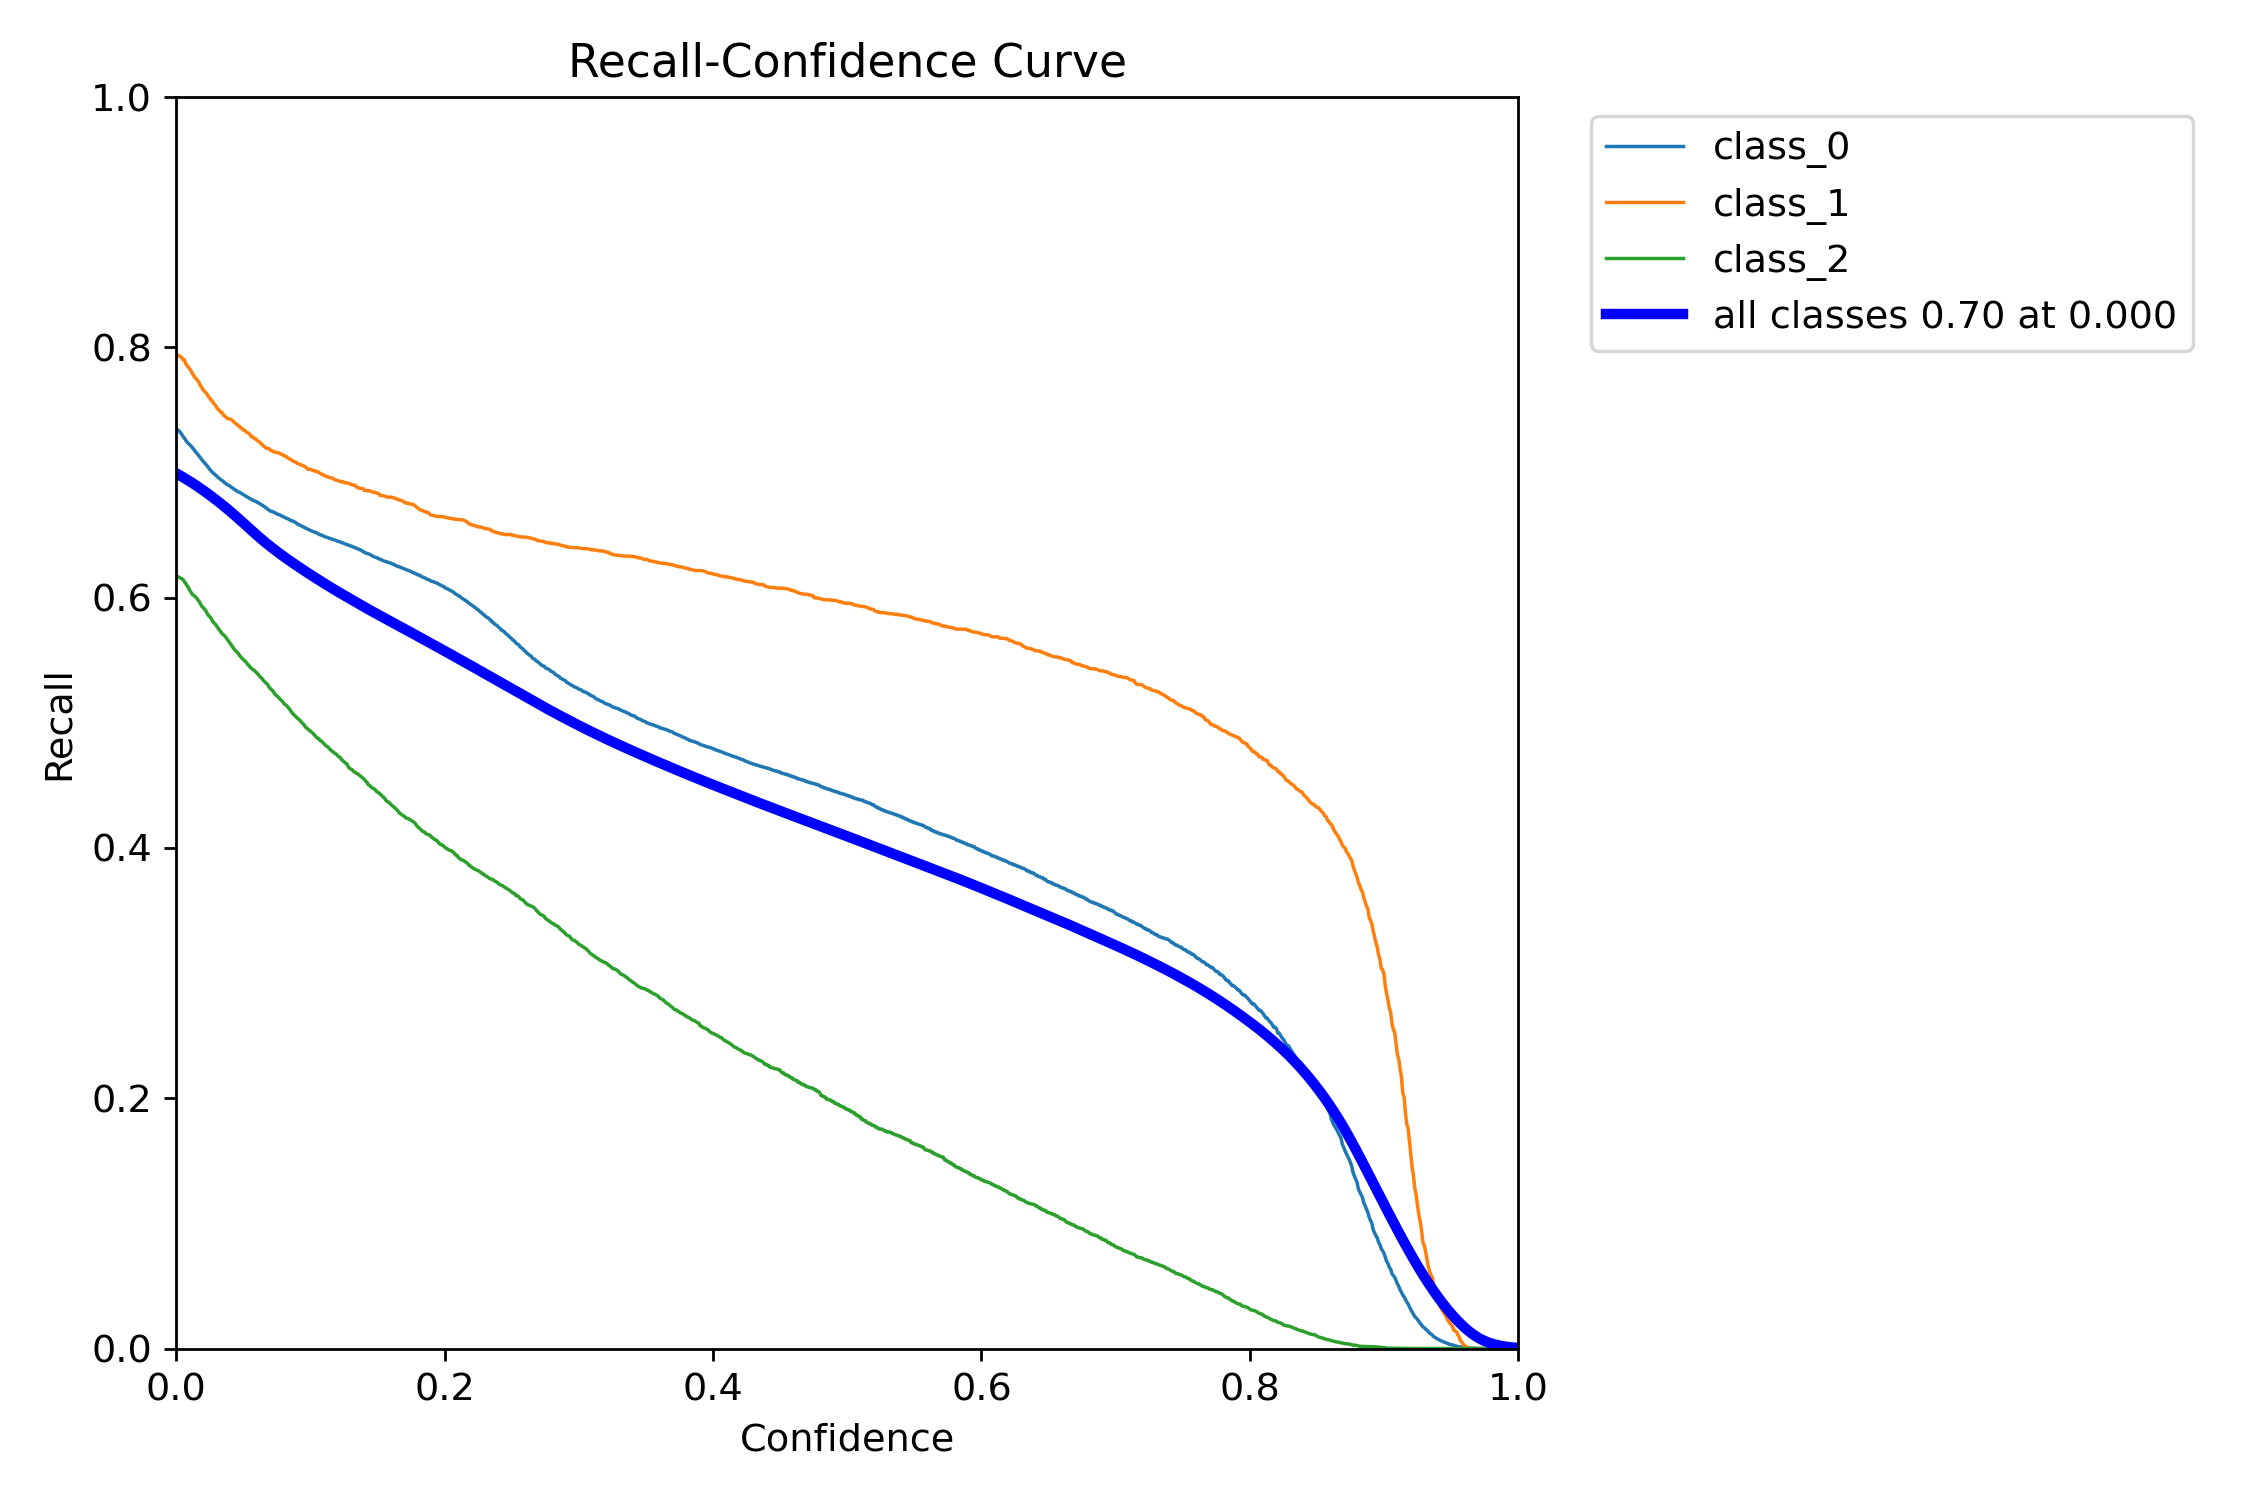 Recall-Confidence Curve
1.0
0.8
0.6
0.4
0.2
0.0
Recall
0.0 0.2 0.4 0.6 0.8 1.0
Confidence
class_0
class_1
class_2
all classes 0.70 at 0.000